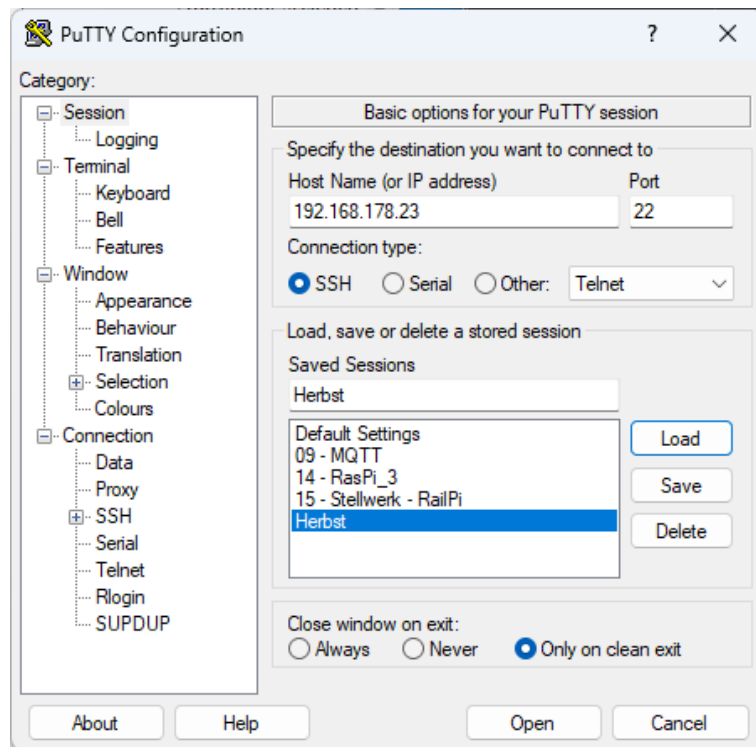 PuTTY Configuration
?
Category:
Session
Logging
Terminal
Keyboard
Bell
Features
Window
Appearance
Behaviour
Translation
Selection
Colours
Connection
Data
Proxy
SSH
Serial
Telnet
Rlogin
SUPDUP
Basic options for your PuTTY session
Specify the destination you want to connect to
Host Name (or IP address) Port
192.168.178.23 22
Connection type:
SSH Serial Other: Telnet
Load, save or delete a stored session
Saved Sessions
Herbst
Default Settings
09 - MQTT
14 - RasPi_3
15 - Stellwerk - RailPi
Herbst
Load
Save
Delete
Close window on exit:
Always Never Only on clean exit
About Help Open Cancel